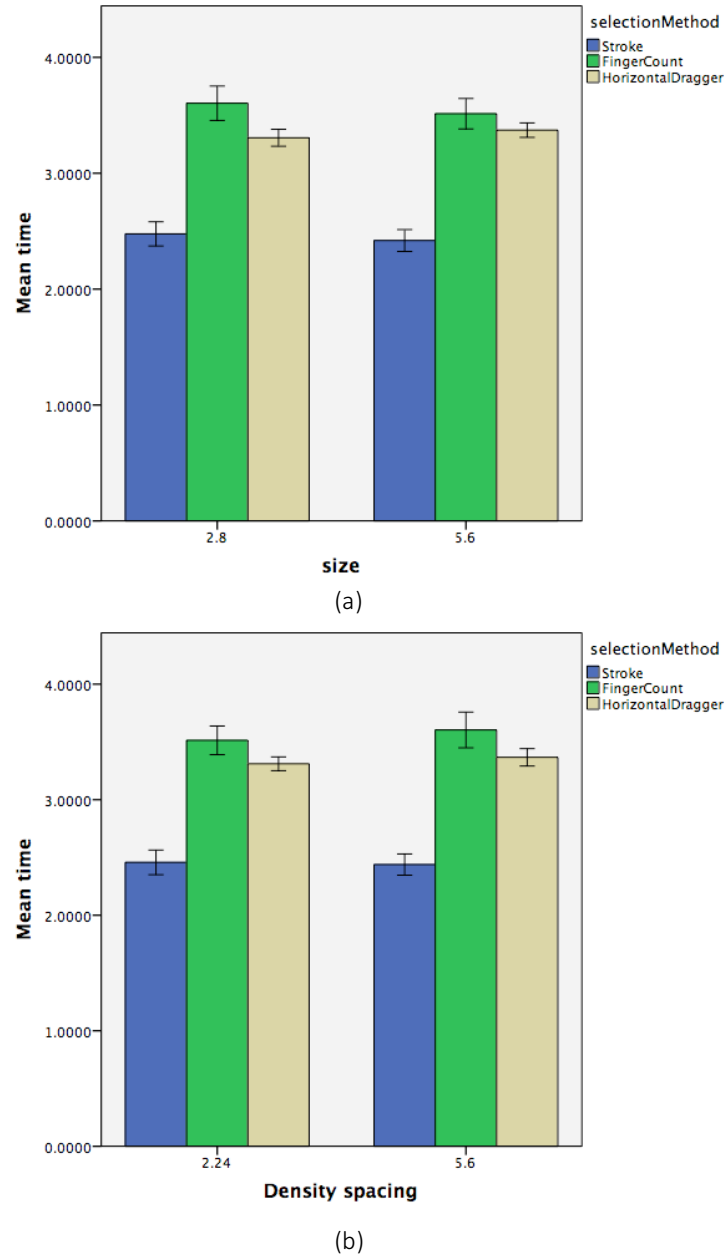 selectionMethod
Stroke
FingerCount
HorizontalDragger
4.0000
3.0000
2.0000
1.0000
0.0000
Mean time
2.8 5.6
size
(a)
selectionMethod
Stroke
FingerCount
HorizontalDragger
4.0000
3.0000
2.0000
1.0000
0.0000
Mean time
2.24 5.6
Density spacing
(b)